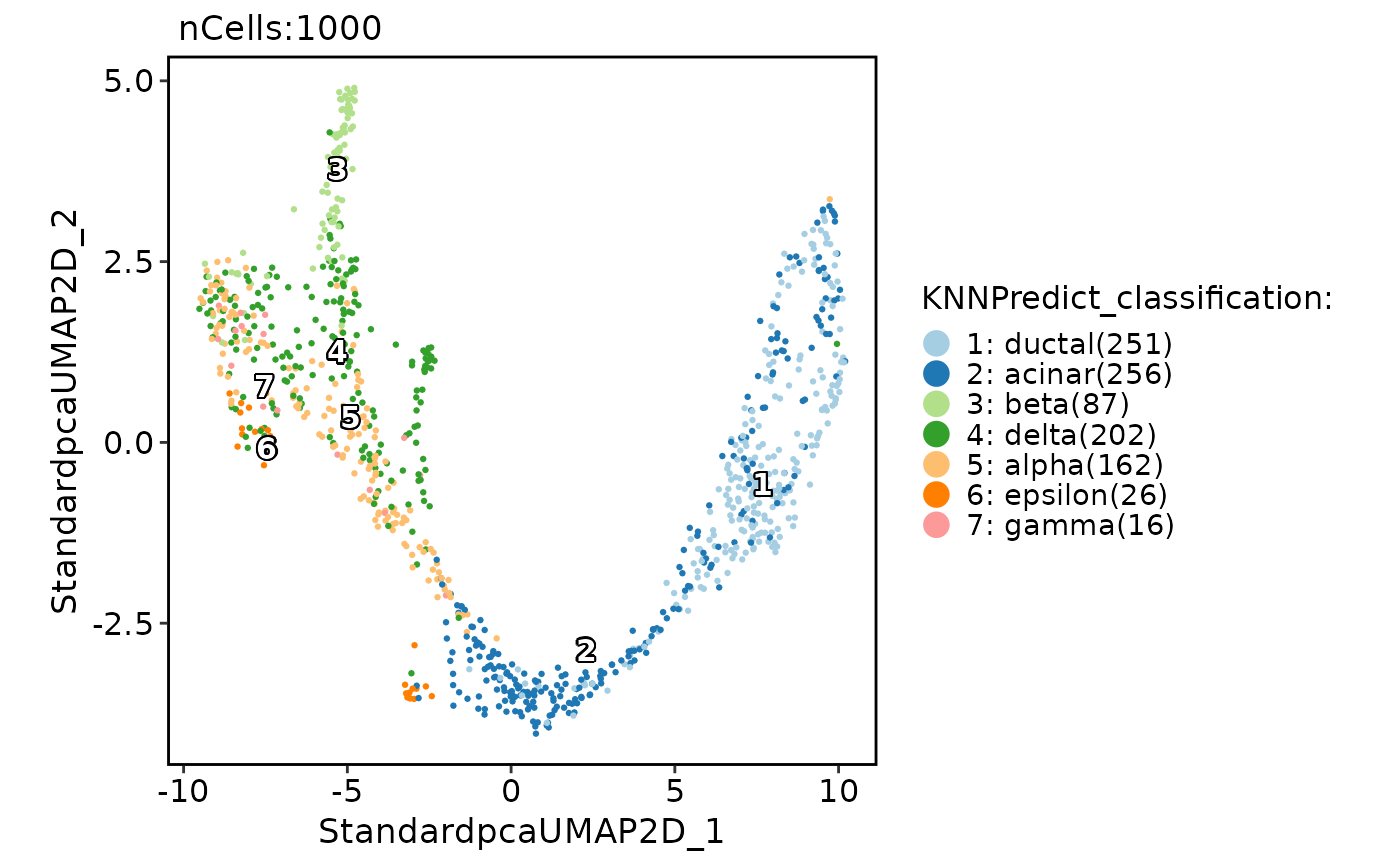 nCells:1000
5.0
2.5
0.0
-2.5
StandardpcaUMAP2D_2
3
4
7
5
6
1
2
-10 -5 0 5 10
StandardpcaUMAP2D_1
KNNPredict_classification:
1: ductal(251)
2: acinar(256)
3: beta(87)
4: delta(202)
5: alpha(162)
6: epsilon(26)
7: gamma(16)